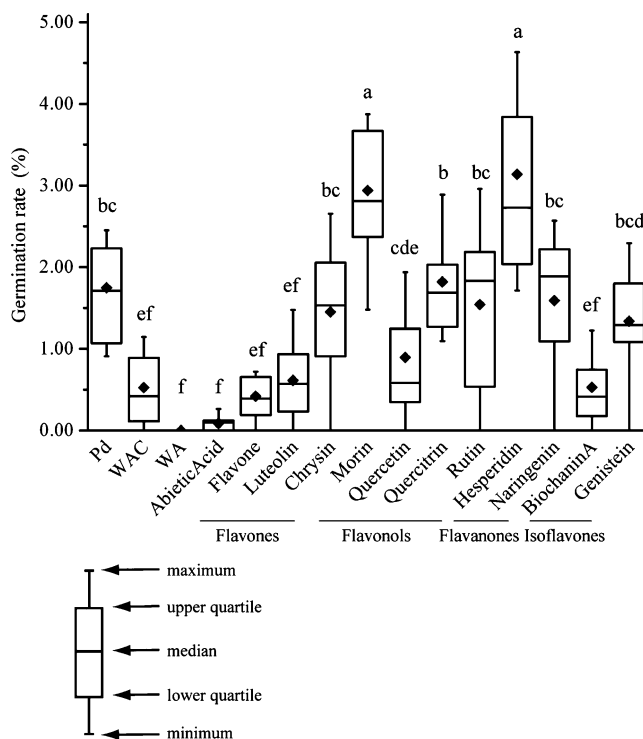 Germination rate (%)
5.00
4.00
3.00
2.00
1.00
0.00
bc
ef
f
f
ef
ef
bc
a
cde
b
bc
a
bc
ef
bcd
Pd
WAC
WA
AbieticAcid
Flavone
Luteolin
Chrysin
Morin
Quercetin
Quercitrin
Rutin
Hesperidin
Naringenin
BiochaninA
Genistein
Flavones
Flavonols
Flavanones
Isoflavones
maximum
upper quartile
median
lower quartile
minimum